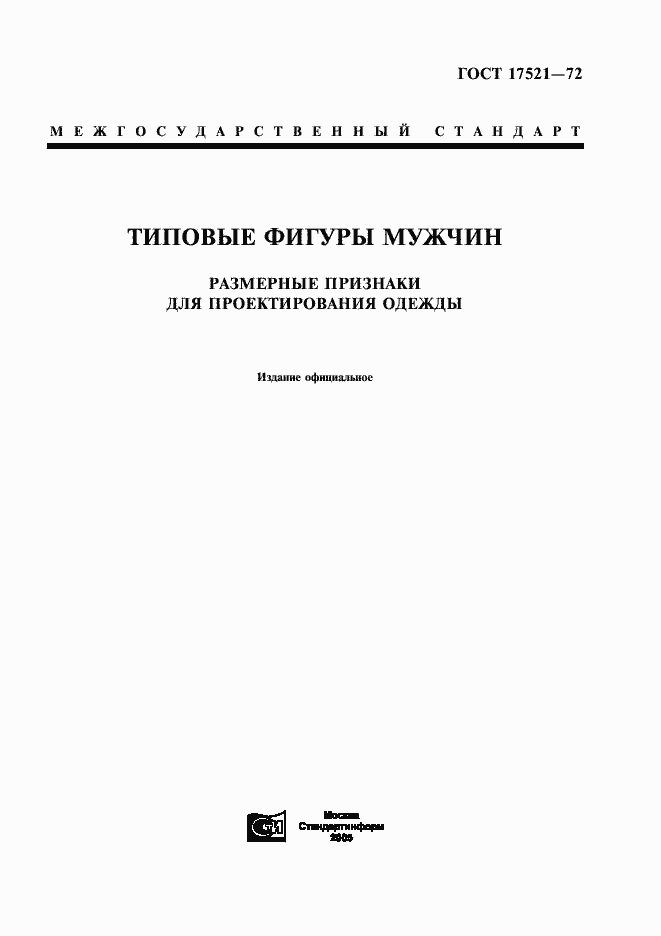 ГОСТ 17521—72
МЕЖГОСУДАРСТВЕННЫЙ СТАНДАРТ
ТИПОВЫЕ ФИГУРЫ МУЖЧИН
РАЗМЕРНЫЕ ПРИЗНАКИ
ДЛЯ ПРОЕКТИРОВАНИЯ ОДЕЖДЫ
Издание официальное
Москва
Стандартинформ